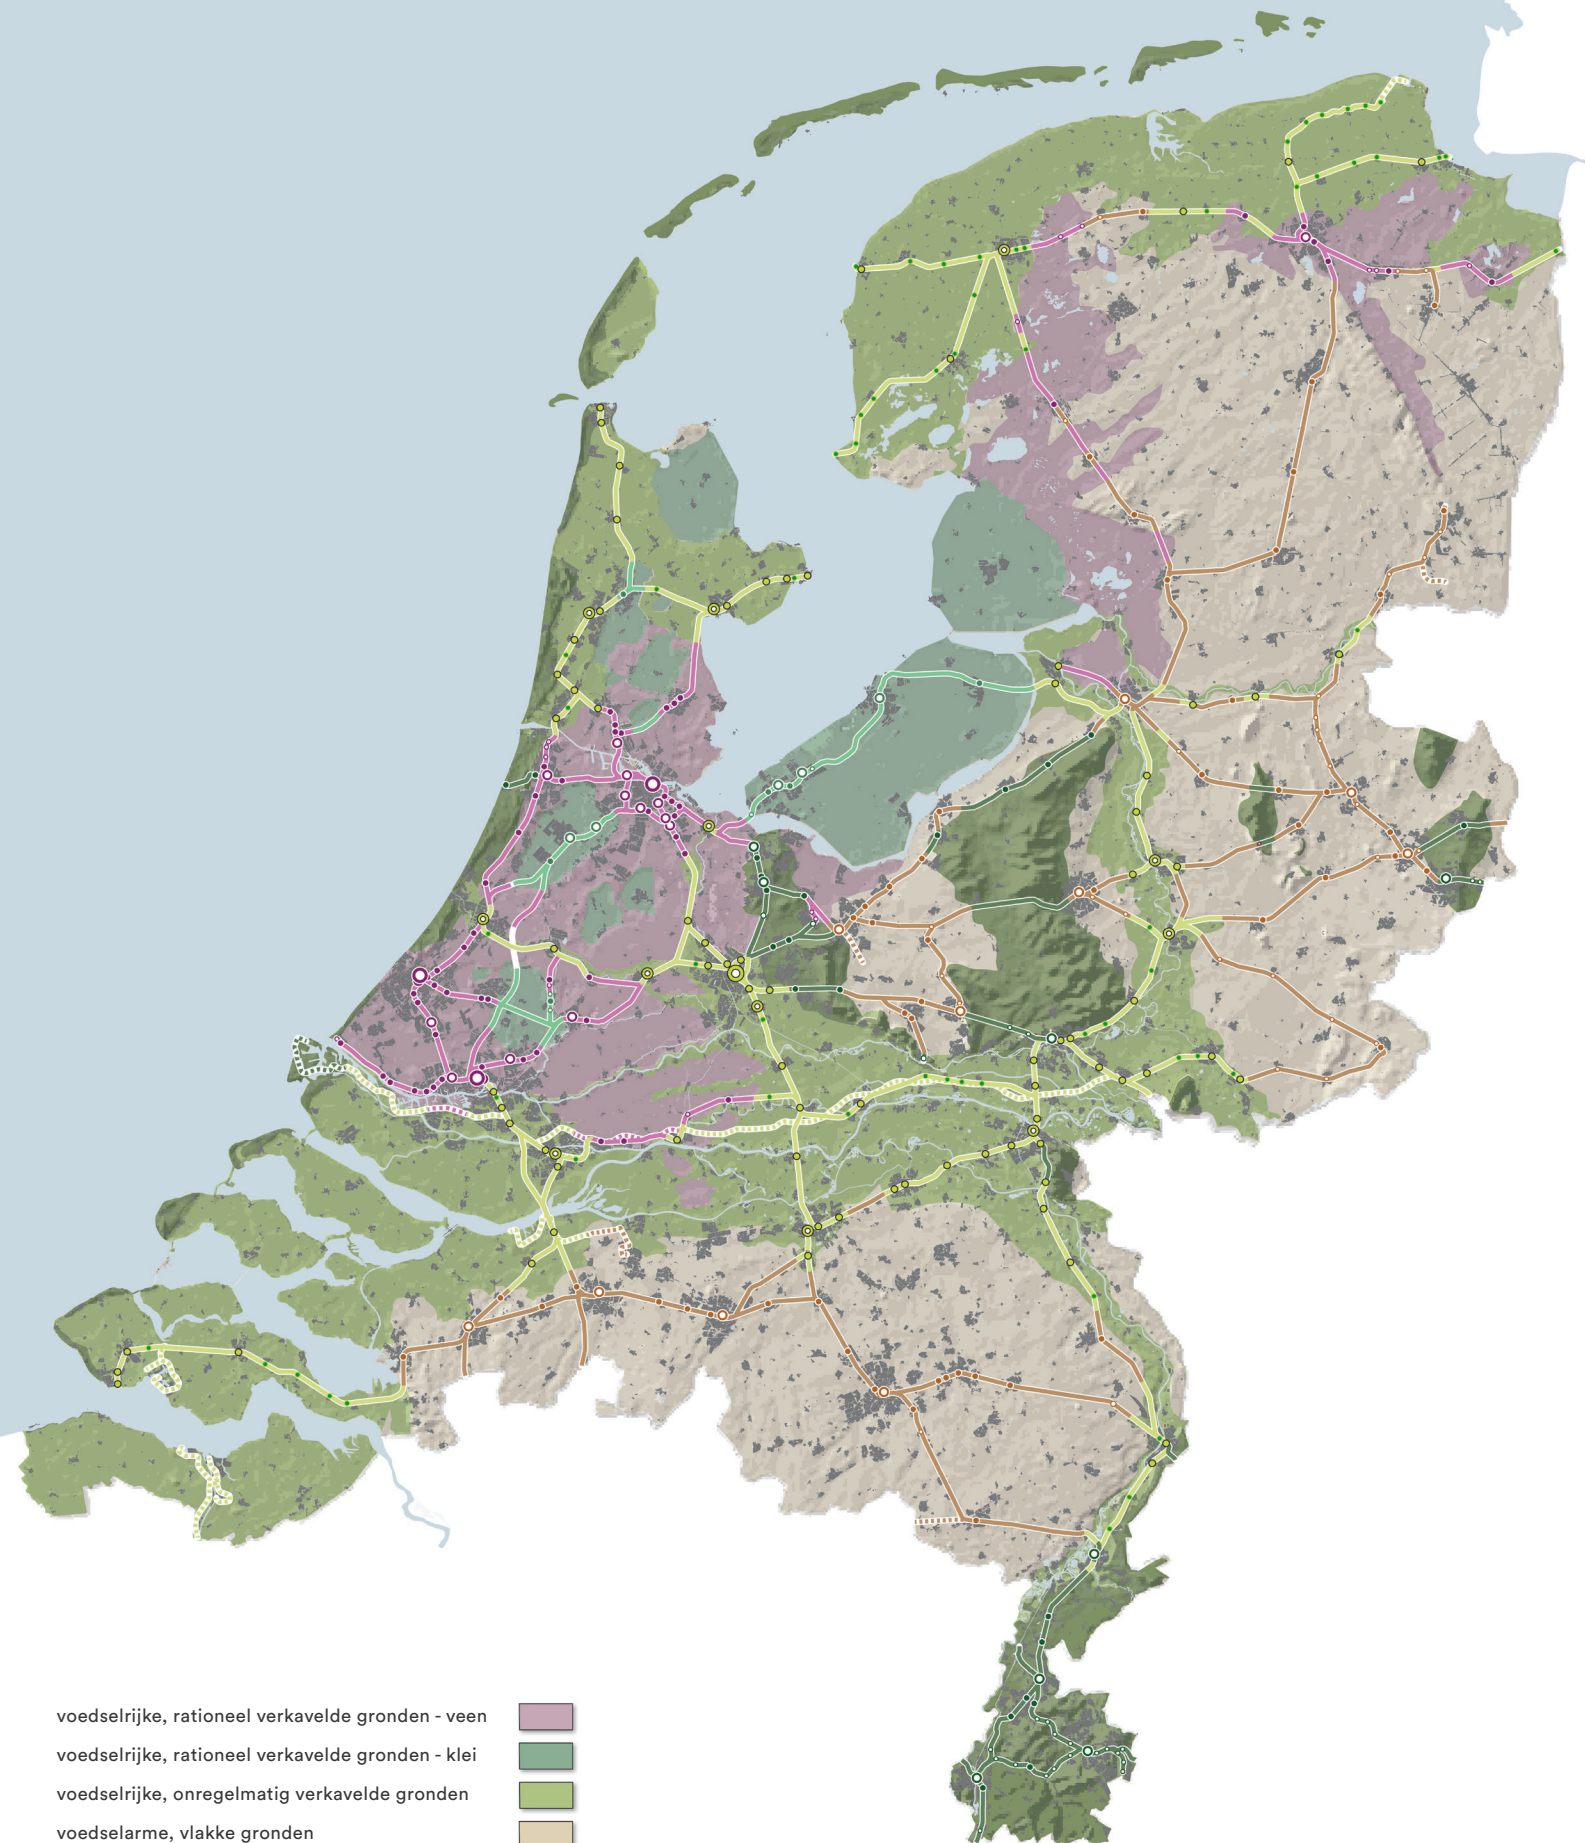 voedselrijke, rationeel verkavelde gronden - veen
voedselrijke, rationeel verkavelde gronden - klei
voedselrijke, onregelmatig verkavelde gronden
voedselarme, vlakke gronden